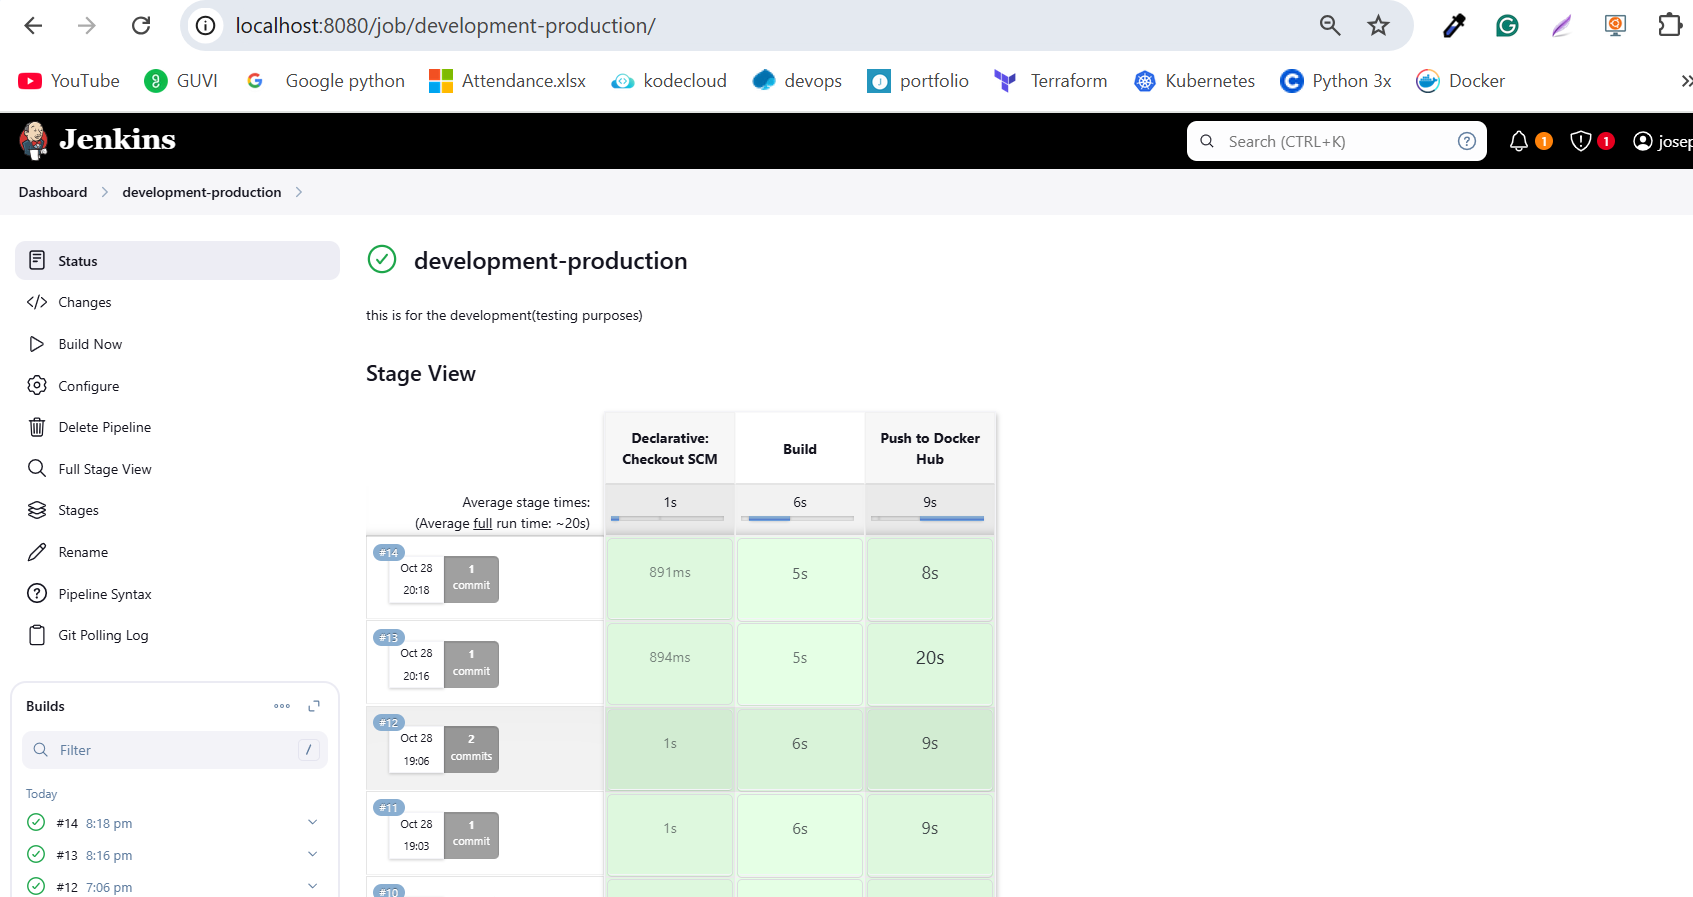 localhost:8080/job/development-production/
YouTube GUVI Google python Attendance.xlsx kodecloud devops portfolio Terraform Kubernetes Python 3x Docker »
Jenkins
Search (CTRL+K)
?
1
1
josep
Dashboard > development-production >
Status
Changes
Build Now
Configure
Delete Pipeline
Full Stage View
Stages
Rename
Pipeline Syntax
Git Polling Log
Builds
Filter /
Today
#14 8:18 pm
#13 8:16 pm
#12 7:06 pm
development-production
this is for the development(testing purposes)
Stage View
Declarative:
Checkout SCM
Build
Push to Docker
Hub
Average stage times:
(Average full run time: ~20s)
1s 6s 9s
#14
Oct 28
20:18
1
commit
891ms 5s 8s
#13
Oct 28
20:16
1
commit
894ms 5s 20s
#12
Oct 28
19:06
2
commits
1s 6s 9s
#11
Oct 28
19:03
1
commit
1s 6s 9s
#10